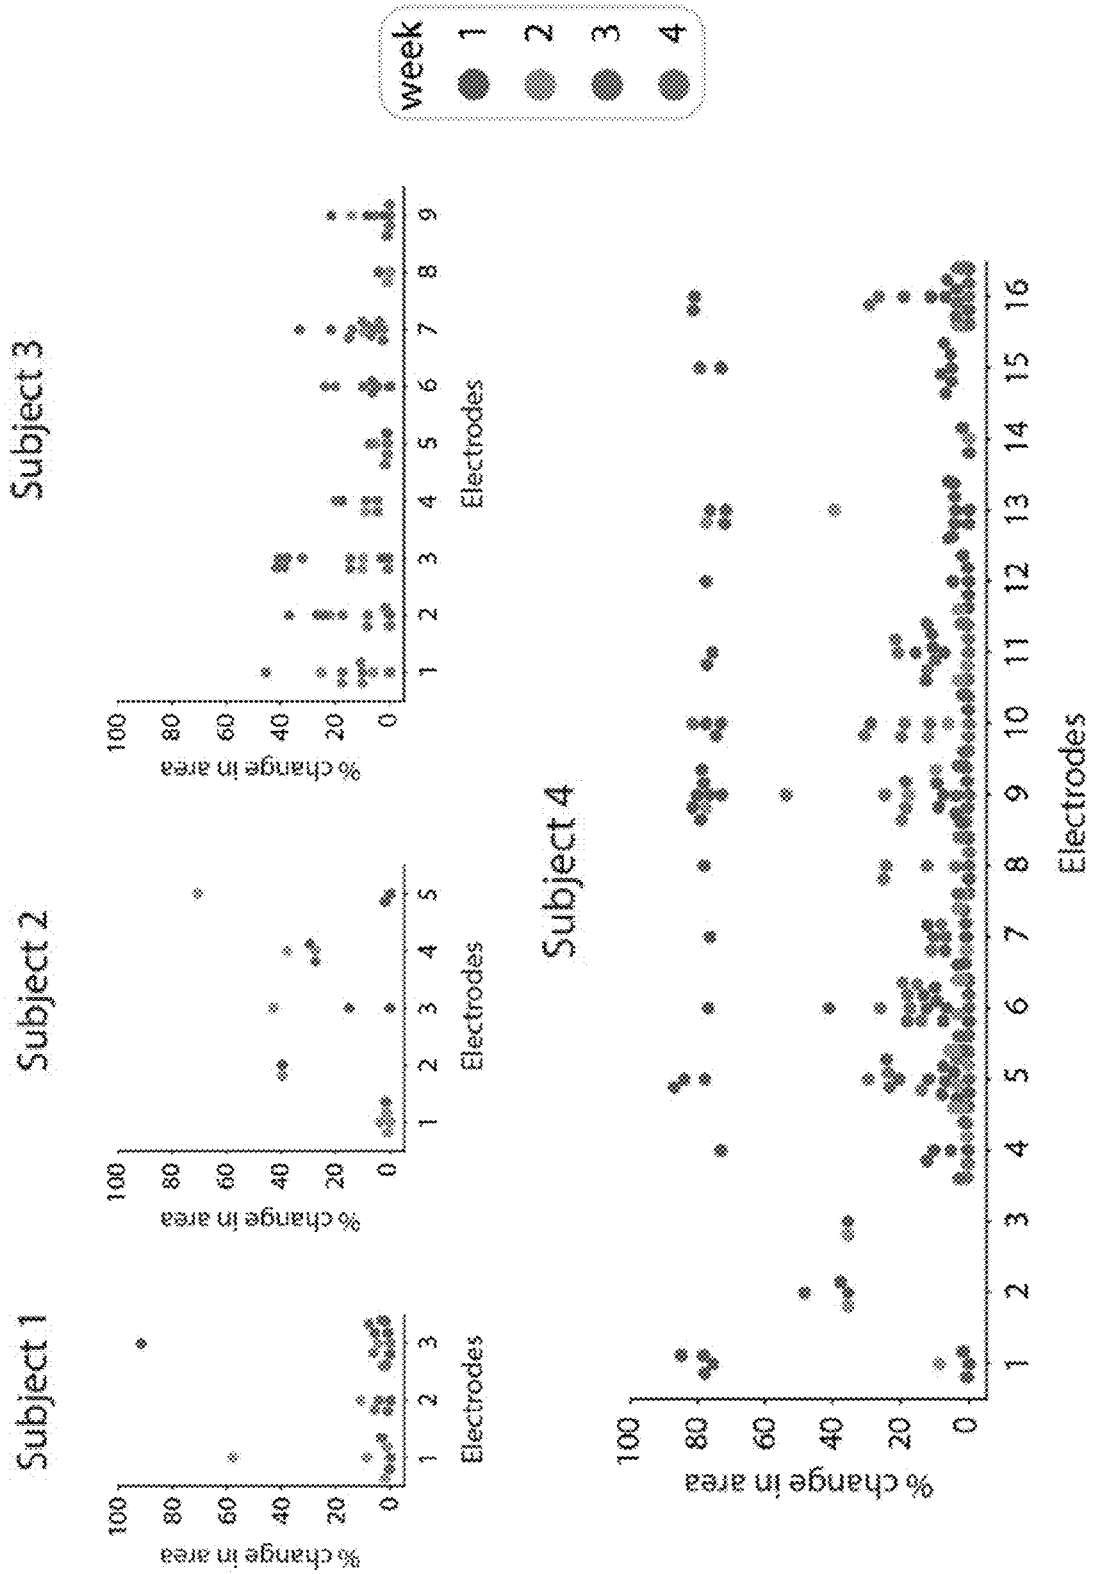 Subject 1
% change in area
100
80
60
40
20
0
1 2 3
Electrodes
Subject 2
% change in area
100
80
60
40
20
0
1 2 3 4 5
Electrodes
Subject 3
% change in area
100
80
60
40
20
0
1 2 3 4 5 6 7 8 9
Electrodes
Subject 4
% change in area
100
80
60
40
20
0
1 2 3 4 5 6 7 8 9 10 11 12 13 14 15 16
Electrodes
week
1
2
3
4